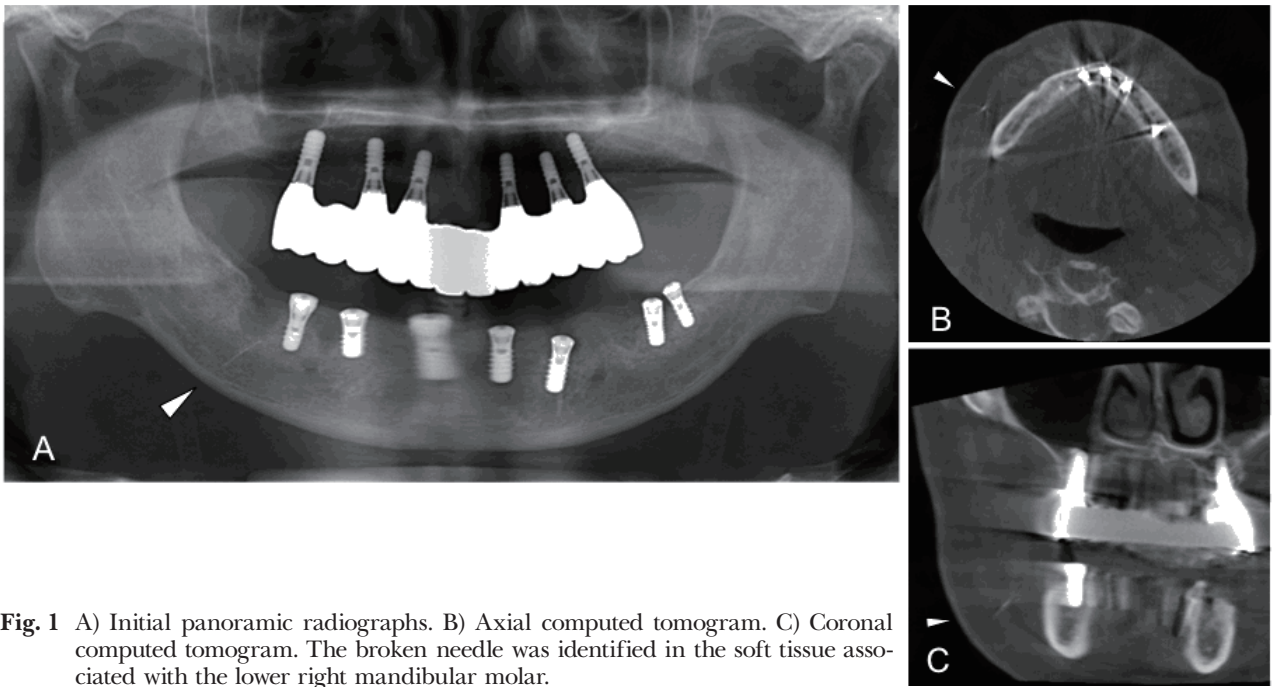 A
B
C
Fig. 1 A) Initial panoramic radiographs. B) Axial computed tomogram. C) Coronal
computed tomogram. The broken needle was identified in the soft tissue asso-
ciated with the lower right mandibular molar.